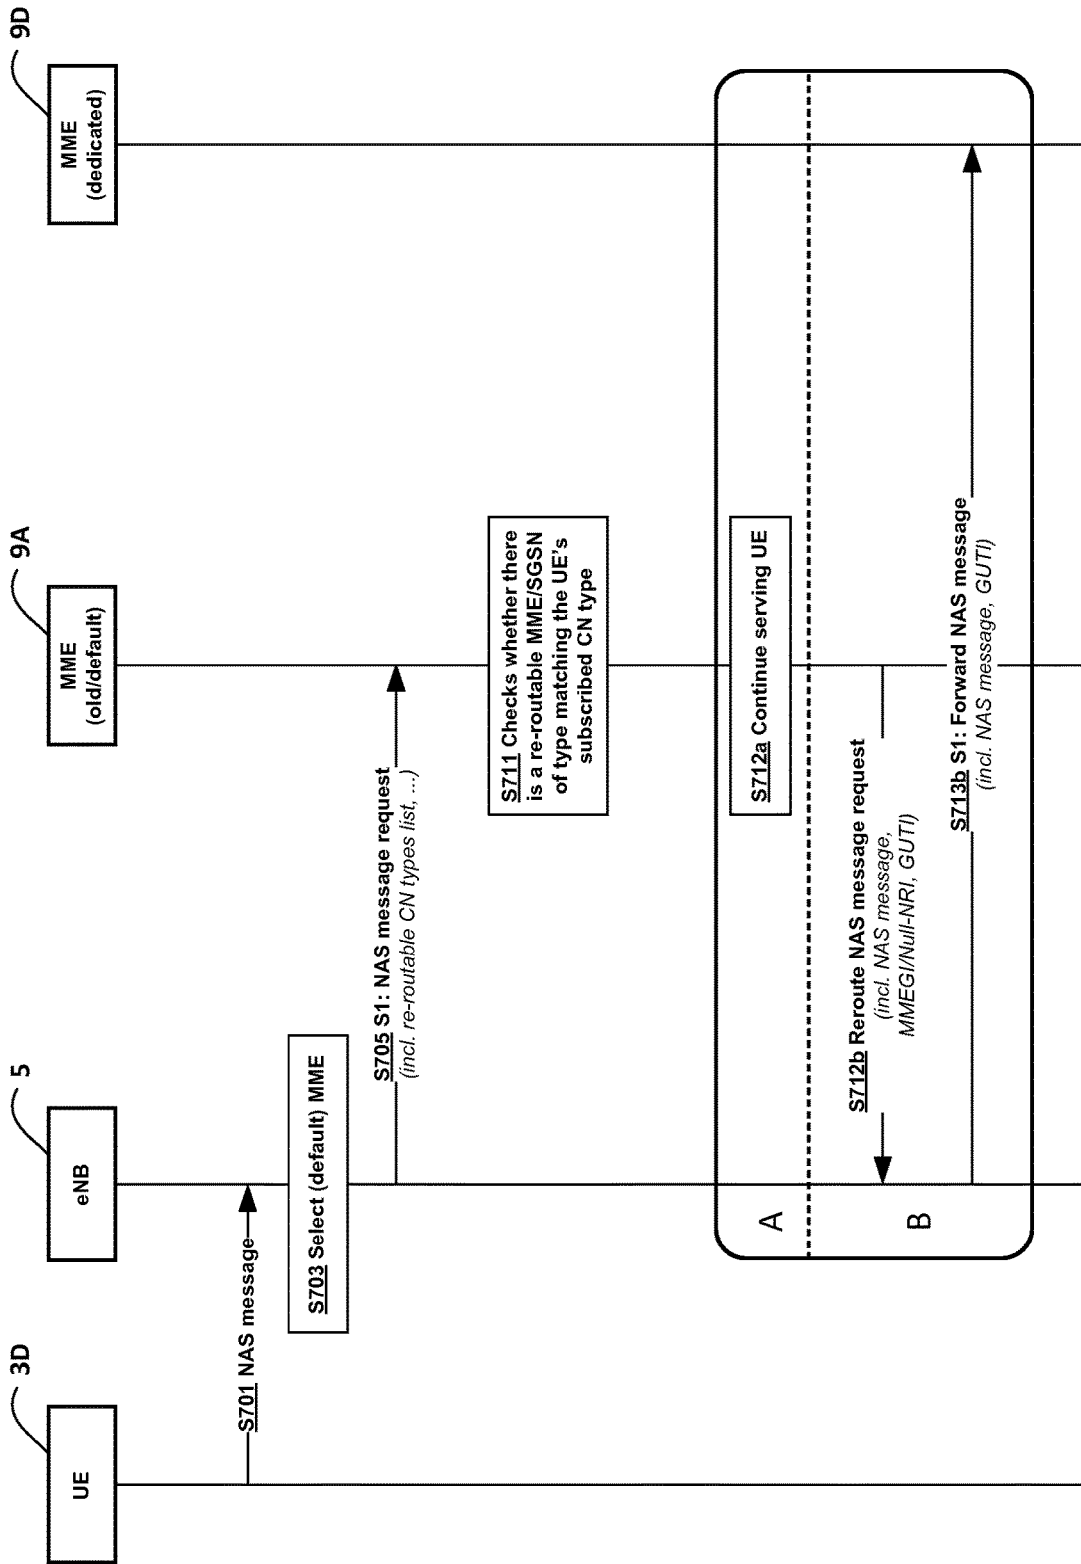 3D
5
9A
9D
UE
eNB
MME
(old/default)
MME
(dedicated)
S701 NAS message
S703 Select (default) MME
S705 S1: NAS message request
(incl. re-routable CN types list, ...)
S711 Checks whether there
is a re-routable MME/SGSN
of type matching the UE's
subscribed CN type
A
S712a Continue serving UE
B
S712b Reroute NAS message request
(incl. NAS message,
MMEGI/Null-NRI, GUTI)
S713b S1: Forward NAS message
(incl. NAS message, GUTI)